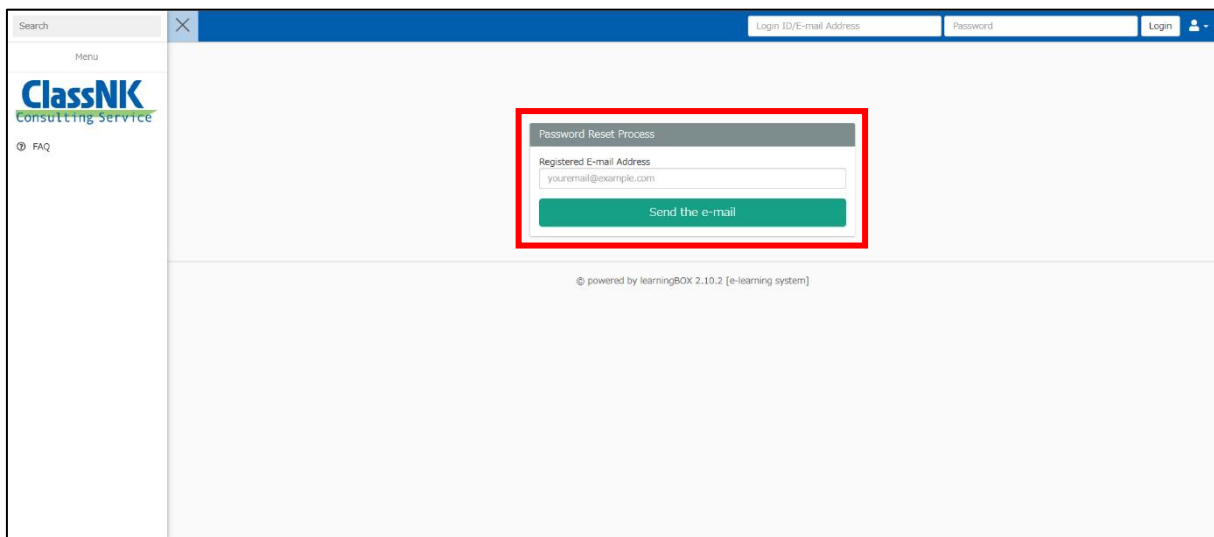 Search
Login ID/E-mail Address
Password
Login
Menu
ClassNK
Consulting Service
FAQ
Password Reset Process
Registered E-mail Address
youremail@example.com
Send the e-mail
© powered by learningBOX 2.10.2 [e-learning system]